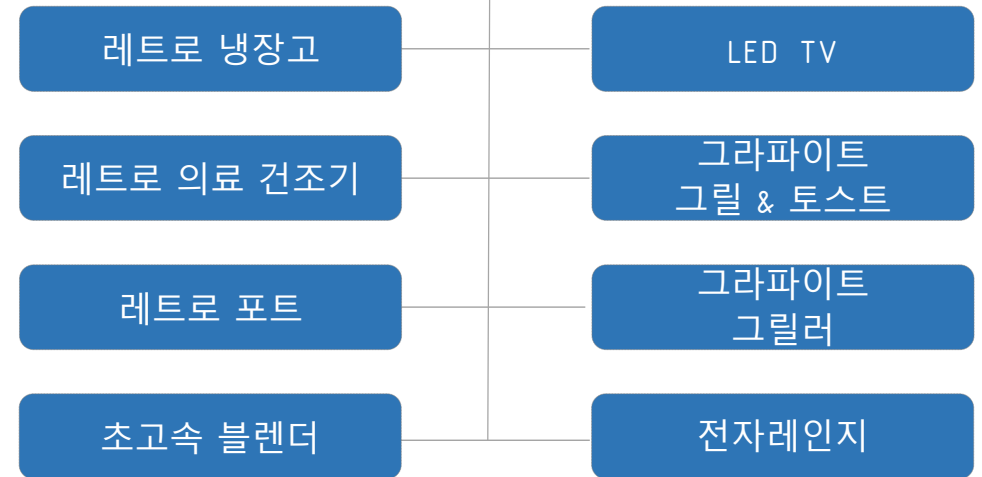 레트로 냉장고
LED TV
레트로 의료 건조기
그라파이트
그릴 & 토스트
레트로 포트
그라파이트
그릴러
초고속 블렌더
전자레인지